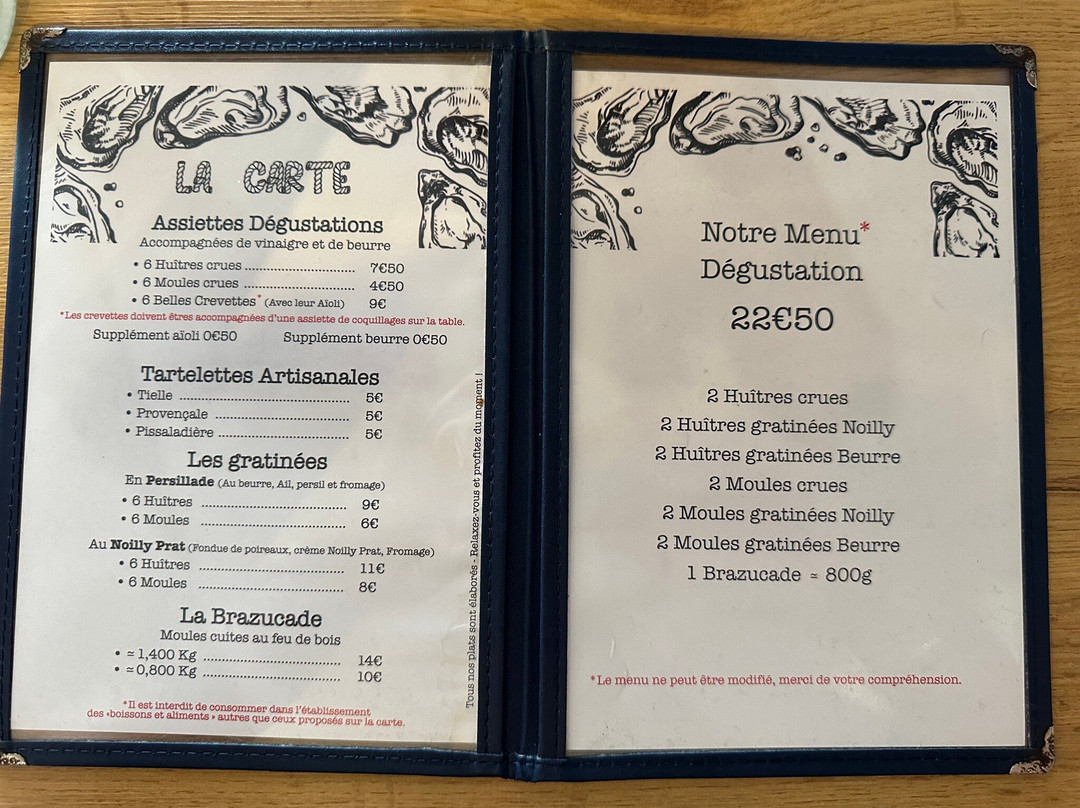 LA CARTE
Assiettes Dégustations
Accompagnées de vinaigre et de beurre
• 6 Huîtres crues ................................ 7€50
• 6 Moules crues ................................ 4€50
• 6 Belles Crevettes* (Avec leur Aïoli) 9€
*Les crevettes doivent êtres accompagnées d'une assiette de coquillages sur la table.
Supplément aïoli 0€50 Supplément beurre 0€50
Tartelettes Artisanales
• Tielle ................................ 5€
• Provençale ................................ 5€
• Pissaladière ................................ 5€
Les gratinées
En Persillade (Au beurre, Ail, persil et fromage)
• 6 Huîtres ................................ 9€
• 6 Moules ................................ 6€
Au Noilly Prat (Fondue de poireaux, crème Noilly Prat, Fromage)
• 6 Huîtres ................................ 11€
• 6 Moules ................................ 8€
La Brazucade
Moules cuites au feu de bois
• ≃ 1,400 Kg ................................ 14€
• ≃ 0,800 Kg ................................ 10€
*Il est interdit de consommer dans l'établissement
des «boissons et aliments » autres que ceux proposés sur la carte.
Tous nos plats sont élaborés - Relaxez-vous et profitez du moment !
Notre Menu*
Dégustation
22€50
2 Huîtres crues
2 Huîtres gratinées Noilly
2 Huîtres gratinées Beurre
2 Moules crues
2 Moules gratinées Noilly
2 Moules gratinées Beurre
1 Brazucade ≃ 800g
*Le menu ne peut être modifié, merci de votre compréhension.